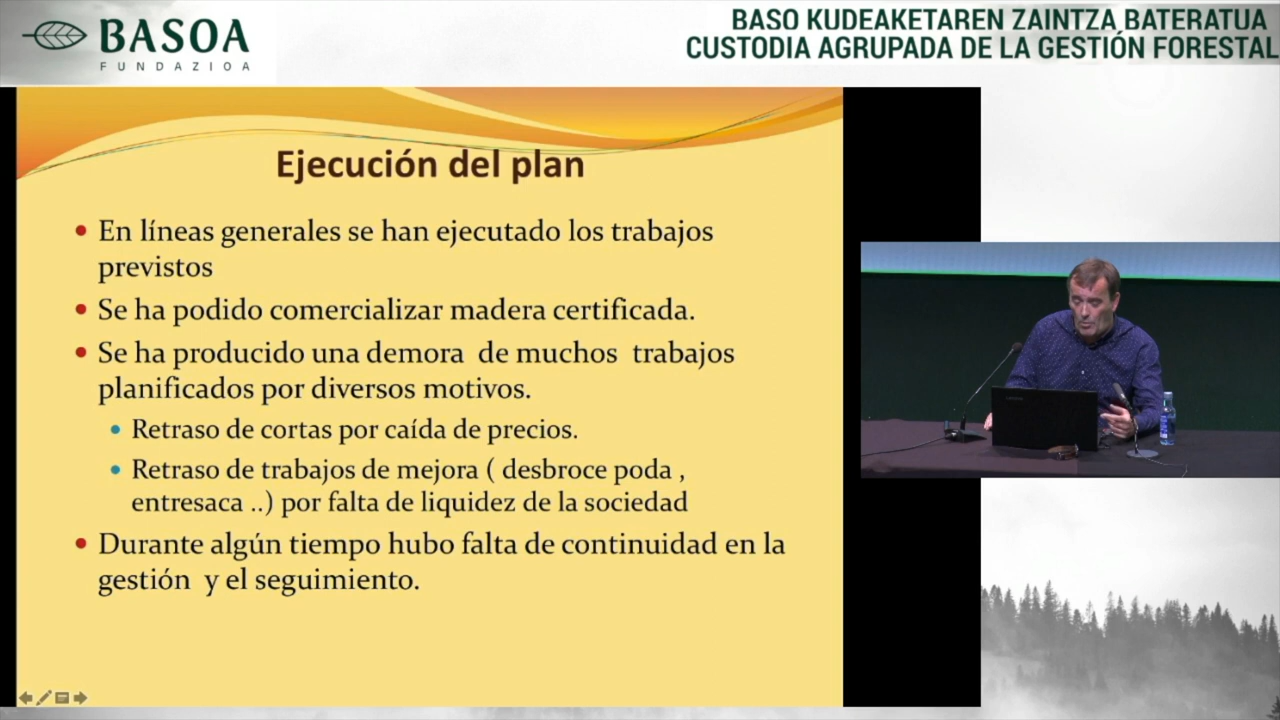 BASOA
FUNDAZIOA
BASO KUDEAKETAREN ZAINTZA BATERATUA
CUSTODIA AGRUPADA DE LA GESTIÓN FORESTAL
Ejecución del plan
• En líneas generales se han ejecutado los trabajos
previstos
• Se ha podido comercializar madera certificada.
• Se ha producido una demora de muchos trabajos
planificados por diversos motivos.
• Retraso de cortas por caída de precios.
• Retraso de trabajos de mejora ( desbroce poda ,
entresaca ..) por falta de liquidez de la sociedad
• Durante algún tiempo hubo falta de continuidad en la
gestión y el seguimiento.